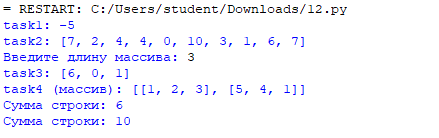 = RESTART: C:/Users/student/Downloads/12.py
task1: -5
task2: [7, 2, 4, 4, 0, 10, 3, 1, 6, 7]
Введите длину массива: 3
task3: [6, 0, 1]
task4 (массив): [[1, 2, 3], [5, 4, 1]]
Сумма строки: 6
Сумма строки: 10